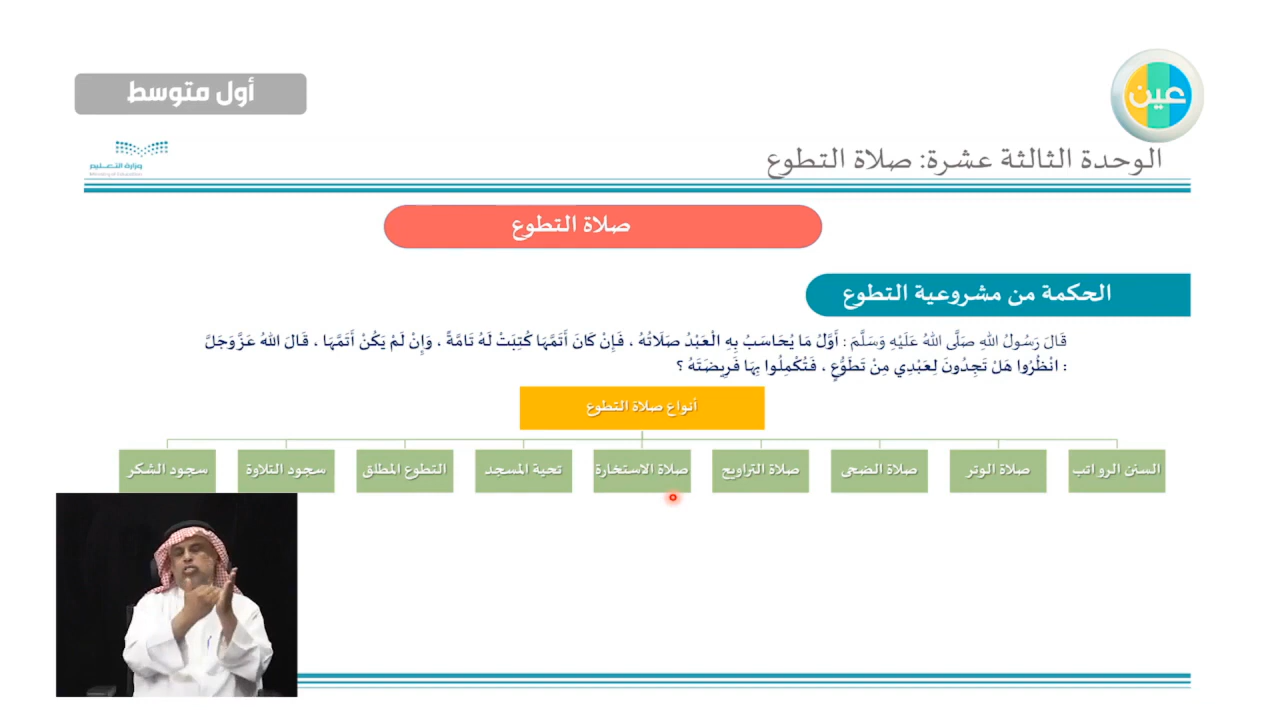 أول متوسط
عين
وزارة التعليم
Ministry of Education
الوحدة الثالثة عشرة: صلاة التطوع
صلاة التطوع
الحكمة من مشروعية التطوع
قَالَ رَسُولُ اللهِ صَلَّى اللهُ عَلَيْهِ وَسَلَّمَ : أَوَّلُ مَا يُحَاسَبُ بِهِ الْعَبْدُ صَلَاتُهُ ، فَإِنْ كَانَ أَتَمَّهَا كُتِبَتْ لَهُ تَامَّةً ، وَإِنْ لَمْ يَكُنْ أَتَمَّهَا ، قَالَ اللهُ عَزَّ وَجَلَّ
: انْظُرُوا هَلْ تَجِدُونَ لِعَبْدِي مِنْ تَطَوُّعٍ ، فَتُكْمِلُوا بِهَا فَرِيضَتَهُ ؟
أنواع صلاة التطوع
السنن الرواتب
صلاة الوتر
صلاة الضحى
صلاة التراويح
صلاة الاستخارة
تحية المسجد
التطوع المطلق
سجود التلاوة
سجود الشكر